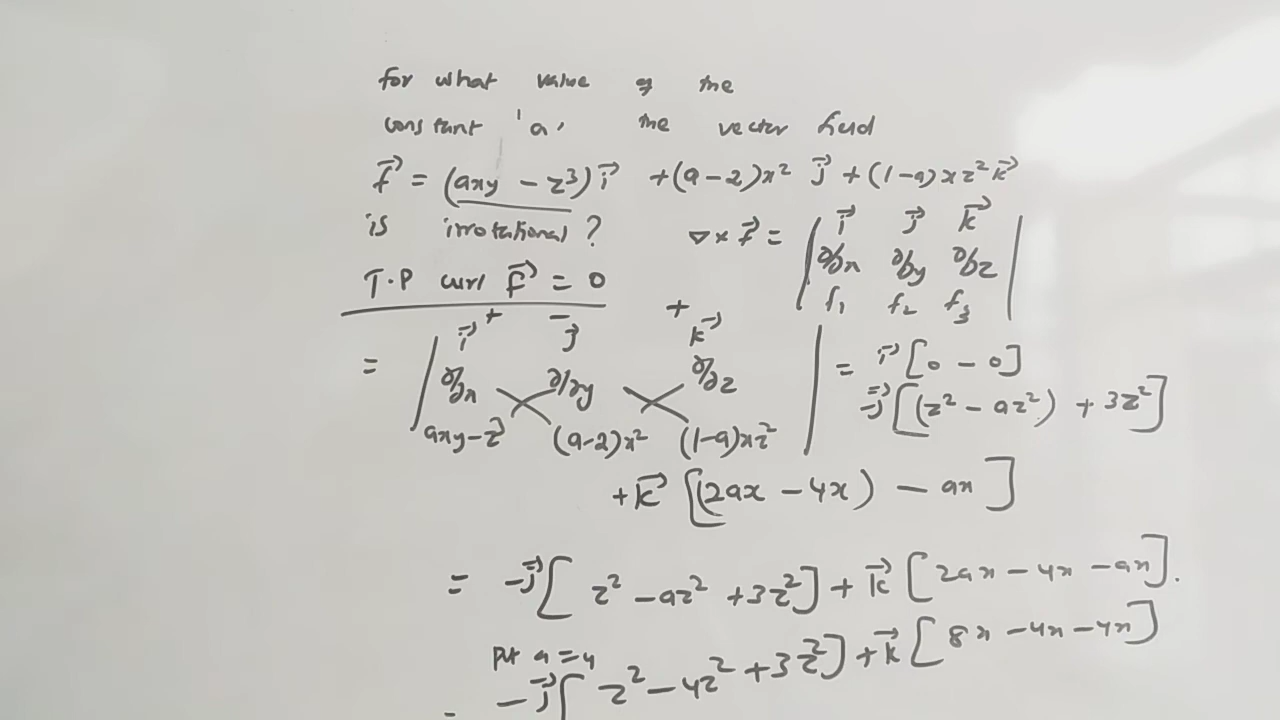 for what value of the
constant 'a' the vector field
f⃗ = (axy − z³) i⃗ + (a−2)x² j⃗ + (1−a)xz² k⃗
is irrotational?
∇ × f⃗ = | i⃗ j⃗ k⃗
∂/∂x ∂/∂y ∂/∂z
f₁ f₂ f₃ |
T.P curl F⃗ = 0
+ − +
= | i⃗ j⃗ k⃗
∂/∂x ∂/∂y ∂/∂z
axy−z³ (a−2)x² (1−a)xz² |
= i⃗ [0 − 0]
−j⃗ [(z² − az²) + 3z²]
+ k⃗ [(2ax − 4x) − ax]
= −j⃗ [z² − az² + 3z²] + k⃗ [2ax − 4x − ax].
put a = 4
= −j⃗ [z² − 4z² + 3z²] + k⃗ [8x − 4x − 4x]